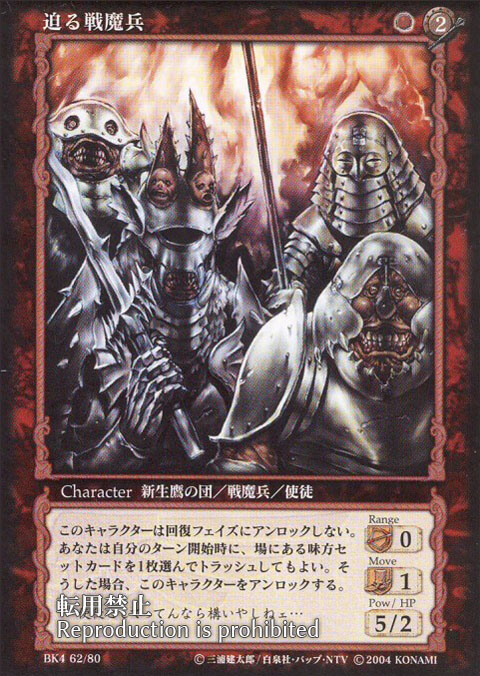 迫る戦魔兵
2
Character 新生鷹の団／戦魔兵／使徒
このキャラクターは回復フェイズにアンロックしない。
あなたは自分のターン開始時に、場にある味方セ
ットカードを1枚選んでトラッシュしてもよい。そ
うした場合、このキャラクターをアンロックする。
てんなら構いやしねェ…
Range
0
Move
1
Pow/ HP
5/2
転用禁止
Reproduction is prohibited
BK4 62/80
© 三浦建太郎／白泉社・バップ・NTV © 2004 KONAMI